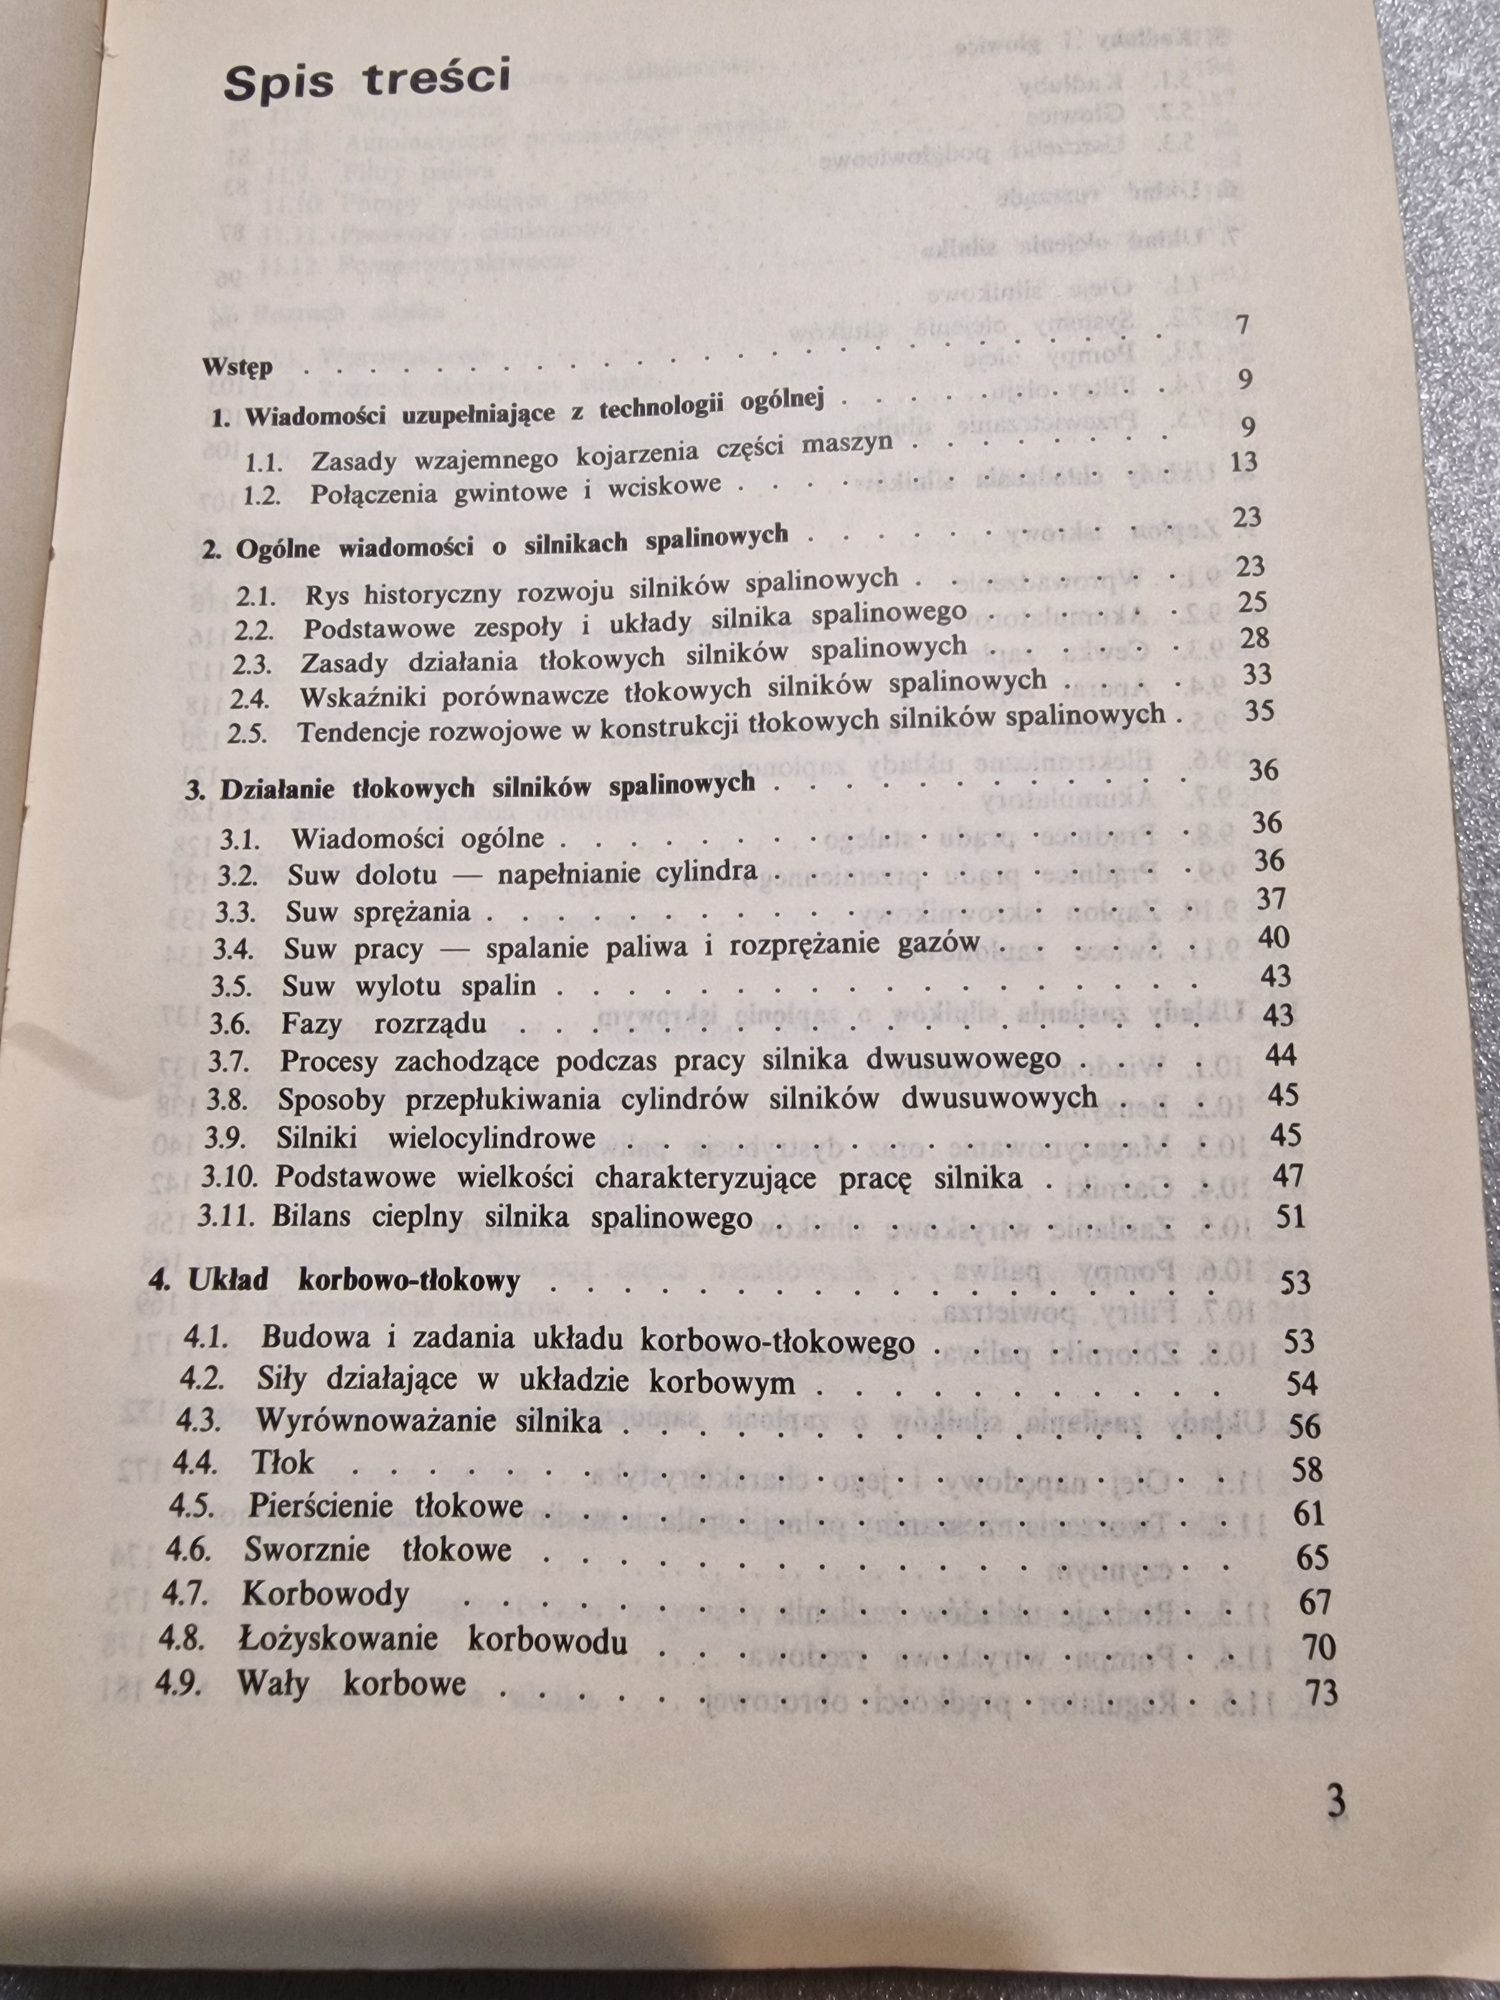 Spis treści
Wstęp . . . . . . . . . . . . . . . . . . . . 7
1. Wiadomości uzupełniające z technologii ogólnej . . . . . . . . . . 9
1.1. Zasady wzajemnego kojarzenia części maszyn . . . . . . . . 9
1.2. Połączenia gwintowe i wciskowe . . . . . . . . . . . . . 13
2. Ogólne wiadomości o silnikach spalinowych . . . . . . . . . . . 23
2.1. Rys historyczny rozwoju silników spalinowych . . . . . . . . 23
2.2. Podstawowe zespoły i układy silnika spalinowego . . . . . . 25
2.3. Zasady działania tłokowych silników spalinowych . . . . . . 28
2.4. Wskaźniki porównawcze tłokowych silników spalinowych . . . . 33
2.5. Tendencje rozwojowe w konstrukcji tłokowych silników spalinowych . 35
3. Działanie tłokowych silników spalinowych . . . . . . . . . . . . 36
3.1. Wiadomości ogólne . . . . . . . . . . . . . . . . . . 36
3.2. Suw dolotu — napełnianie cylindra . . . . . . . . . . . . 36
3.3. Suw sprężania . . . . . . . . . . . . . . . . . . . . 37
3.4. Suw pracy — spalanie paliwa i rozprężanie gazów . . . . . . 40
3.5. Suw wylotu spalin . . . . . . . . . . . . . . . . . . 43
3.6. Fazy rozrządu . . . . . . . . . . . . . . . . . . . 43
3.7. Procesy zachodzące podczas pracy silnika dwusuwowego . . . . 44
3.8. Sposoby przepłukiwania cylindrów silników dwusuwowych . . . 45
3.9. Silniki wielocylindrowe . . . . . . . . . . . . . . . . 45
3.10. Podstawowe wielkości charakteryzujące pracę silnika . . . . . 47
3.11. Bilans cieplny silnika spalinowego . . . . . . . . . . . . 51
4. Układ korbowo-tłokowy . . . . . . . . . . . . . . . . . . 53
4.1. Budowa i zadania układu korbowo-tłokowego . . . . . . . . 53
4.2. Siły działające w układzie korbowym . . . . . . . . . . . 54
4.3. Wyrównoważanie silnika . . . . . . . . . . . . . . . . 56
4.4. Tłok . . . . . . . . . . . . . . . . . . . . . . . 58
4.5. Pierścienie tłokowe . . . . . . . . . . . . . . . . . . 61
4.6. Sworznie tłokowe . . . . . . . . . . . . . . . . . . 65
4.7. Korbowody . . . . . . . . . . . . . . . . . . . . 67
4.8. Łożyskowanie korbowodu . . . . . . . . . . . . . . . 70
4.9. Wały korbowe . . . . . . . . . . . . . . . . . . . 73
3